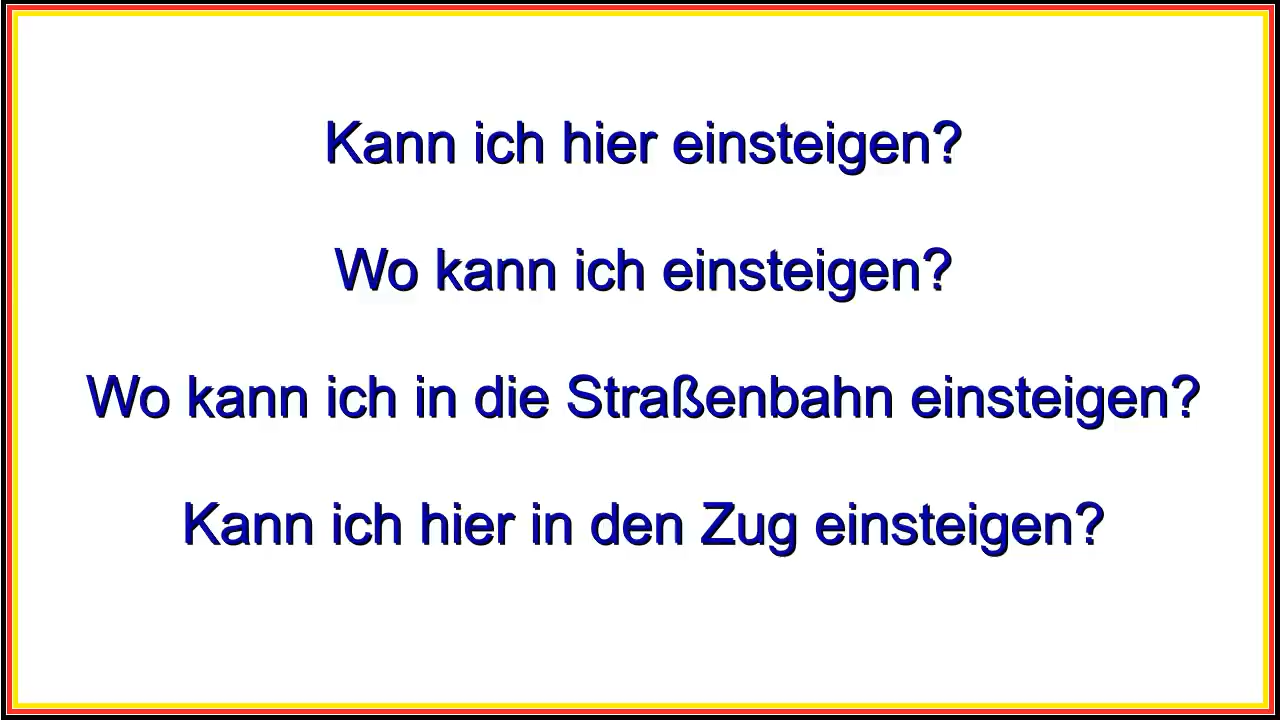 Kann ich hier einsteigen?
Wo kann ich einsteigen?
Wo kann ich in die Straßenbahn einsteigen?
Kann ich hier in den Zug einsteigen?